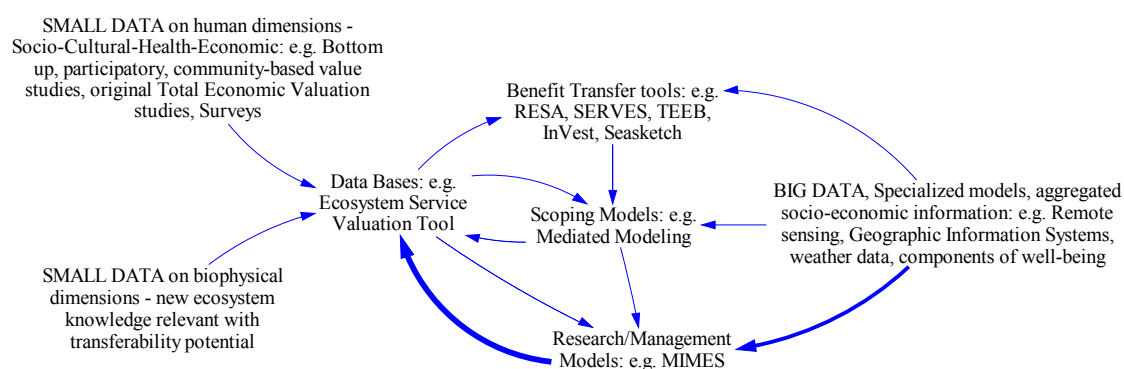 SMALL DATA on human dimensions -
Socio-Cultural-Health-Economic: e.g. Bottom
up, participatory, community-based value
studies, original Total Economic Valuation
studies, Surveys
Benefit Transfer tools: e.g.
RESA, SERVES, TEEB,
InVest, Seasketch
Data Bases: e.g.
Ecosystem Service
Valuation Tool
Scoping Models: e.g.
Mediated Modeling
BIG DATA, Specialized models, aggregated
socio-economic information: e.g. Remote
sensing, Geographic Information Systems,
weather data, components of well-being
SMALL DATA on biophysical
dimensions - new ecosystem
knowledge relevant with
transferability potential
Research/Management
Models: e.g. MIMES